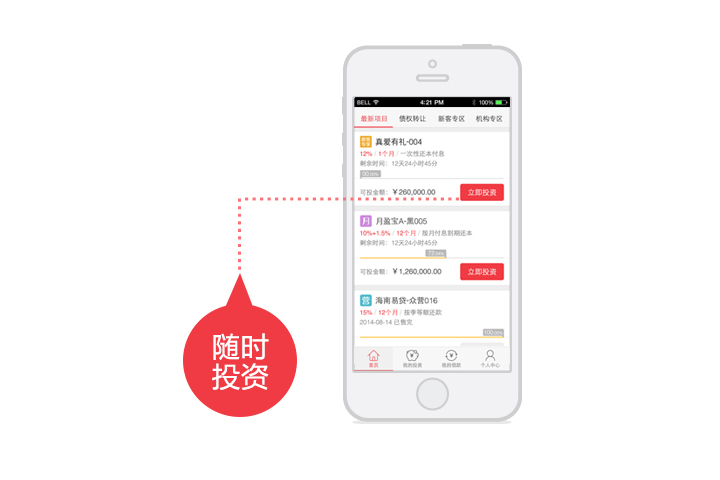 BELL 4:21 PM 100%
最新项目 债权转让 新客专区 机构专区
真爱有礼-004
12% / 1个月 / 一次性还本付息
剩余时间：12天24小时45分
可投金额：￥260,000.00 立即投资
月 月盈宝A-黑005
10%+1.5% / 12个月 / 按月付息到期还本
剩余时间：12天24小时45分
可投金额：￥1,260,000.00 立即投资
营 海南易贷-众营016
15% / 12个月 / 按季等额还款
2014-08-14 已售完
100.00%
首页 我的投资 我的借款 个人中心
随时
投资